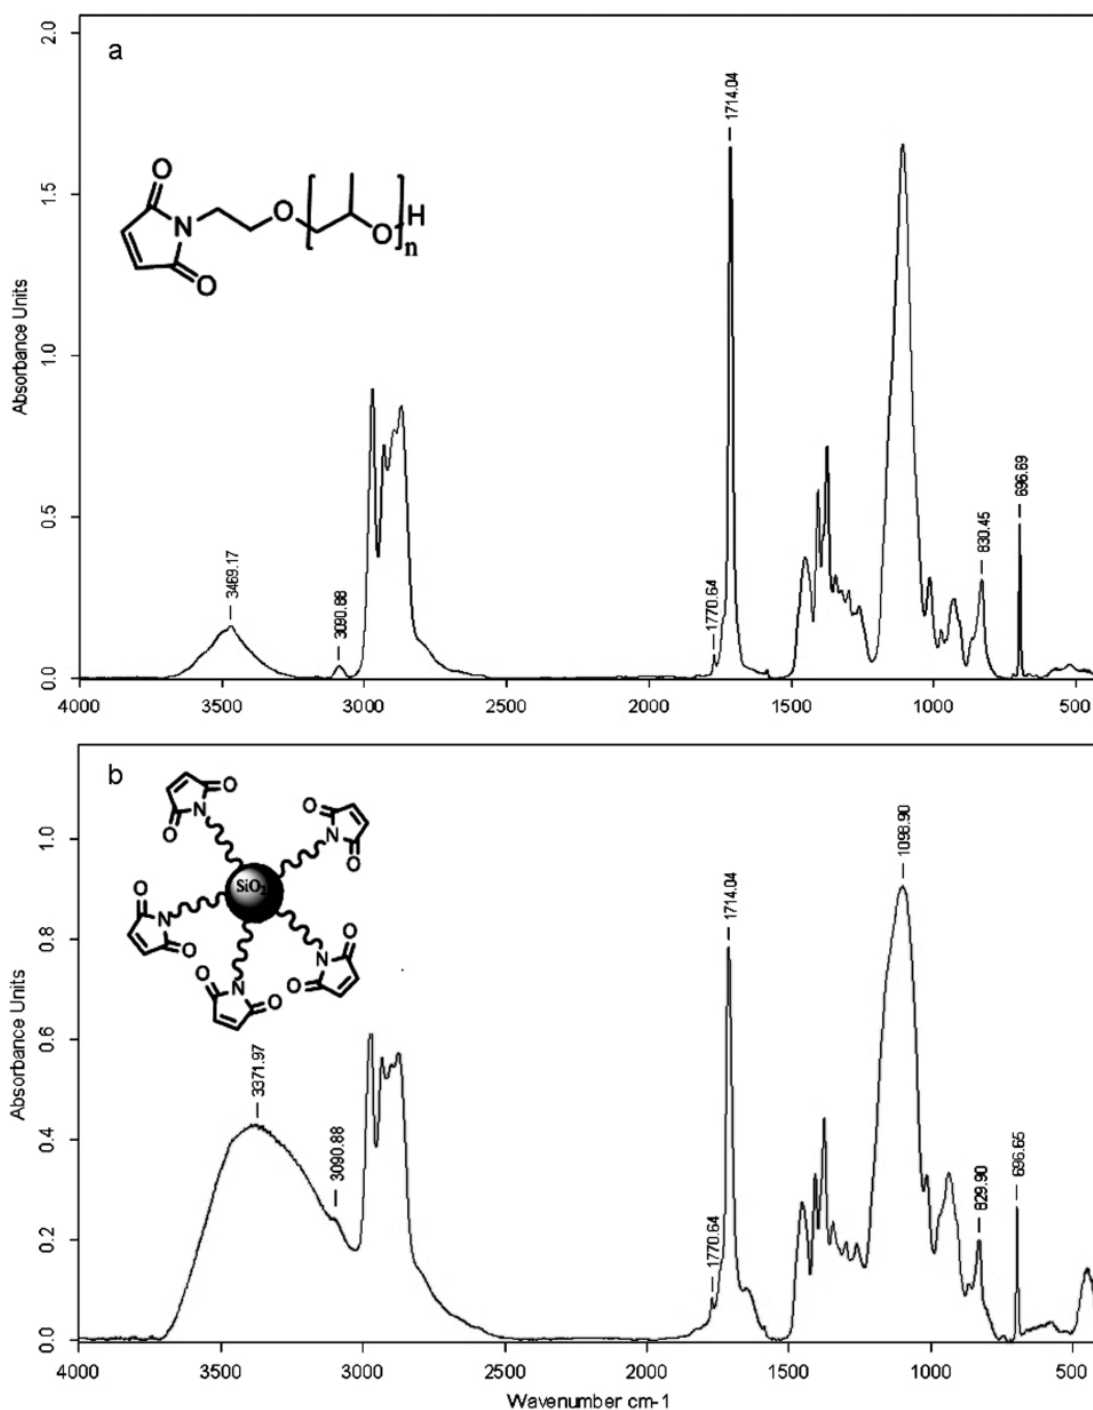 a
2.0
1.5
1.0
0.5
0.0
Absorbance Units
O
N
O
O
O
H
n
3469.17
3090.88
1770.64
1714.04
830.45
696.69
4000 3500 3000 2500 2000 1500 1000 500
b
1.0
0.8
0.6
0.4
0.2
0.0
Absorbance Units
O
N
O
O
N
O
SiO2
O
N
O
O
N
O
O
N
O
3371.97
3090.88
1770.64
1714.04
1098.90
829.90
696.65
4000 3500 3000 2500 2000 1500 1000 500
Wavenumber cm-1